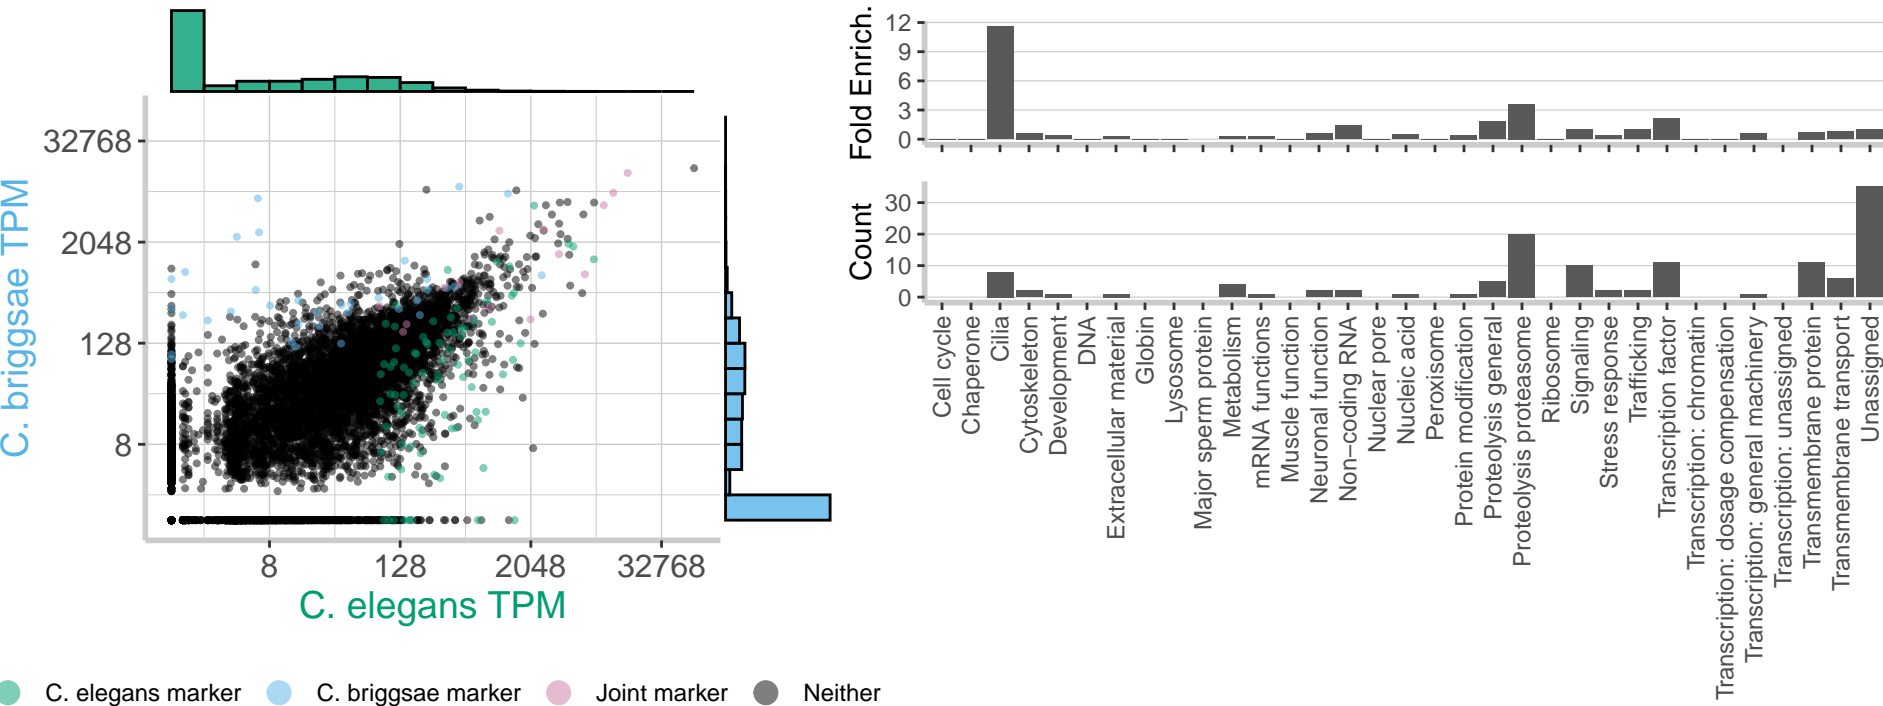 32768
2048
128
8
C. briggsae TPM
8
128
2048
32768
C. elegans TPM
C. elegans marker
C. briggsae marker
Joint marker
Neither
Fold Enrich.
12
9
6
3
0
Count
30
20
10
0
Cell cycle
Chaperone
Cilia
Cytoskeleton
Development
DNA
Extracellular material
Globin
Lysosome
Major sperm protein
Metabolism
mRNA functions
Muscle function
Neuronal function
Non−coding RNA
Nuclear pore
Nucleic acid
Peroxisome
Protein modification
Proteolysis general
Proteolysis proteasome
Ribosome
Signaling
Stress response
Trafficking
Transcription factor
Transcription: chromatin
Transcription: dosage compensation
Transcription: general machinery
Transcription: unassigned
Transmembrane protein
Transmembrane transport
Unassigned